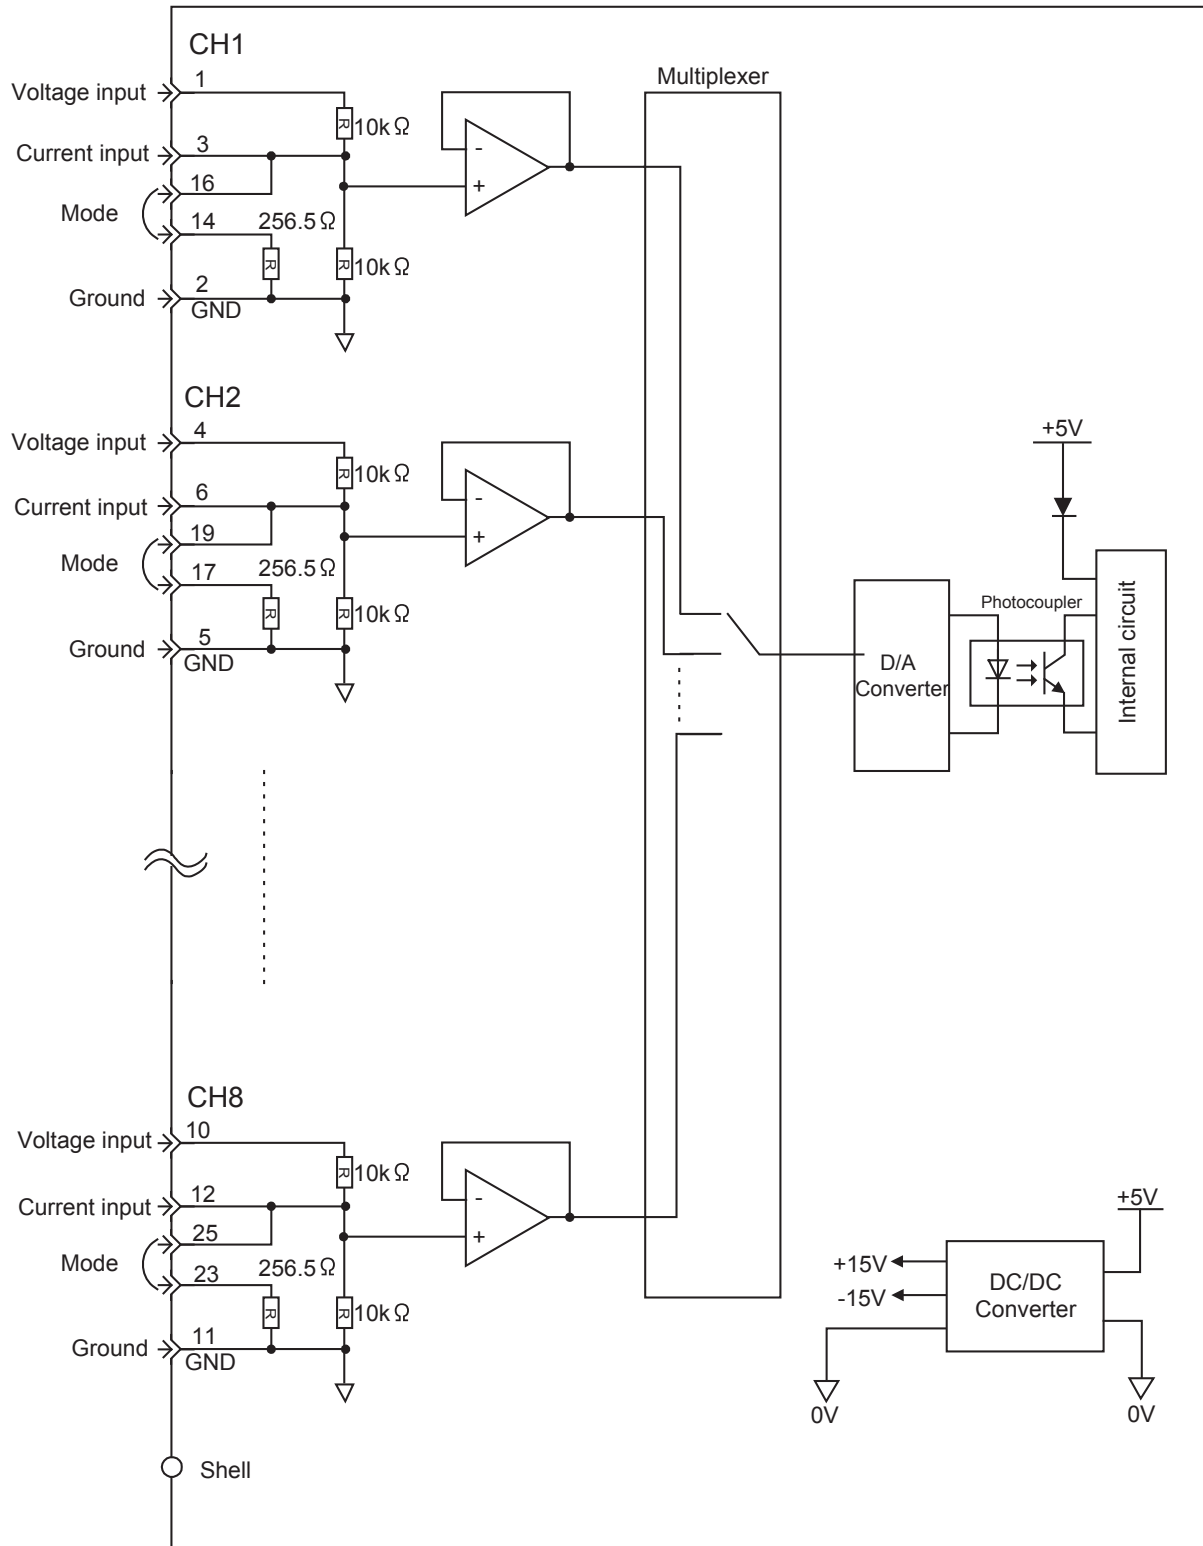 CH1
Multiplexer
Voltage input
1
R
10kΩ
Current input
3
-
16
+
Mode
14
256.5Ω
R
R
10kΩ
Ground
2
GND
CH2
Voltage input
4
+5V
R
10kΩ
Current input
6
-
19
+
Mode
17
256.5Ω
R
R
10kΩ
Photocoupler
Ground
5
GND
D/A
Converter
Internal circuit
CH8
Voltage input
10
R
10kΩ
Current input
12
-
25
+
Mode
23
256.5Ω
R
R
10kΩ
Ground
11
GND
+5V
+15V
-15V
DC/DC
Converter
0V
0V
Shell